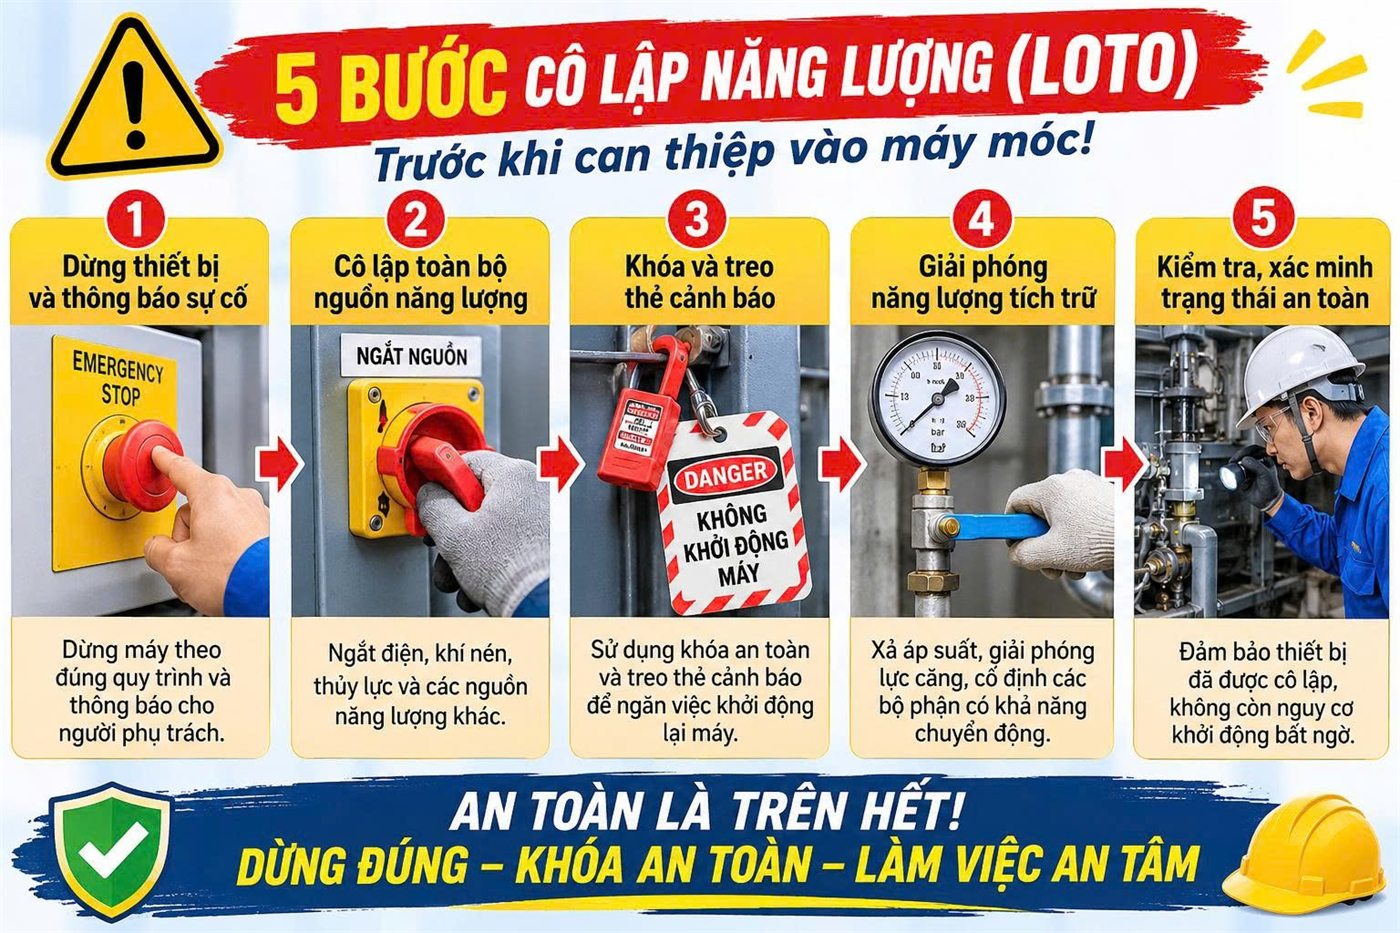 5 BƯỚC CÔ LẬP NĂNG LƯỢNG (LOTO)
Trước khi can thiệp vào máy móc!
1
Dừng thiết bị
và thông báo sự cố
EMERGENCY
STOP
Dừng máy theo
đúng quy trình và
thông báo cho
người phụ trách.
2
Cô lập toàn bộ
nguồn năng lượng
NGẮT NGUỒN
Ngắt điện, khí nén,
thủy lực và các nguồn
năng lượng khác.
3
Khóa và treo
thẻ cảnh báo
DANGER
KHÔNG
KHỞI ĐỘNG
MÁY
Sử dụng khóa an toàn
và treo thẻ cảnh báo
để ngăn việc khởi động
lại máy.
4
Giải phóng
năng lượng tích trữ
bar
Xả áp suất, giải phóng
lực căng, cố định các
bộ phận có khả năng
chuyển động.
5
Kiểm tra, xác minh
trạng thái an toàn
Đảm bảo thiết bị
đã được cô lập,
không còn nguy cơ
khởi động bất ngờ.
AN TOÀN LÀ TRÊN HẾT!
DỪNG ĐÚNG – KHÓA AN TOÀN – LÀM VIỆC AN TÂM